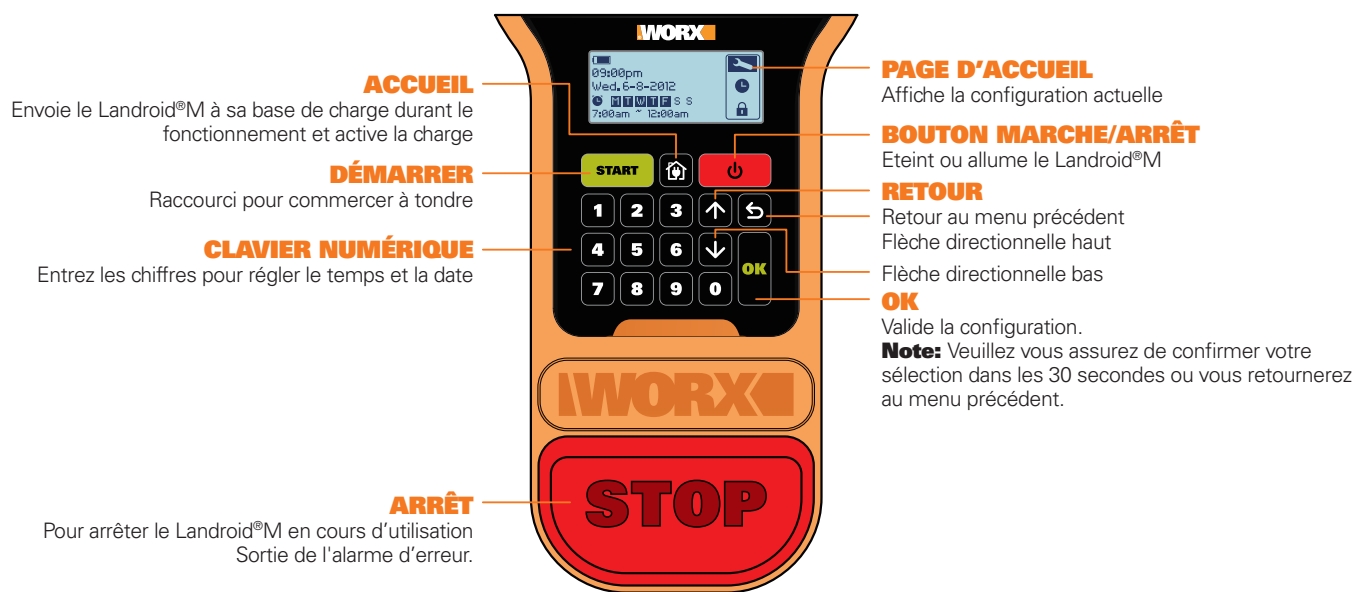 WORX
09:00pm
Wed.6-8-2012
M T W T F S S
7:00am ~ 12:00am
ACCUEIL
Envoie le Landroid®M à sa base de charge durant le
fonctionnement et active la charge
DÉMARRER
Raccourci pour commercer à tondre
CLAVIER NUMÉRIQUE
Entrez les chiffres pour régler le temps et la date
START
1 2 3
4 5 6
OK
7 8 9 0
PAGE D'ACCUEIL
Affiche la configuration actuelle
BOUTON MARCHE/ARRÊT
Eteint ou allume le Landroid®M
RETOUR
Retour au menu précédent
Flèche directionnelle haut
Flèche directionnelle bas
OK
Valide la configuration.
Note: Veuillez vous assurez de confirmer votre
sélection dans les 30 secondes ou vous retournerez
au menu précédent.
WORX
ARRÊT
Pour arrêter le Landroid®M en cours d’utilisation
Sortie de l'alarme d’erreur.
STOP